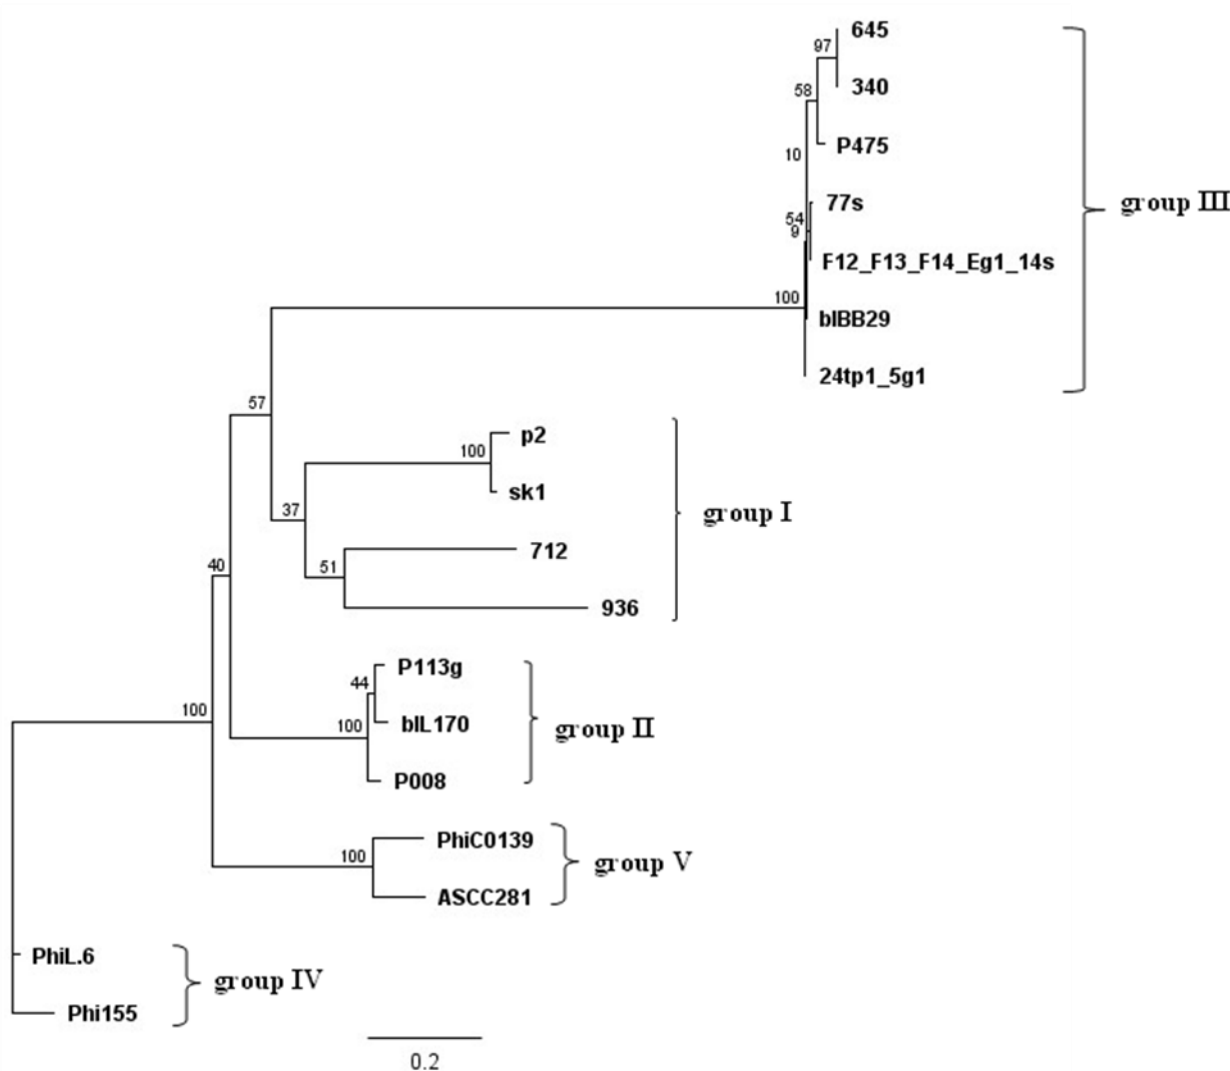 645
97
340
58
P475
10
77s
group III
54
9
F12_F13_F14_Eg1_14s
100
bIBB29
24tp1_5g1
57
p2
100
sk1
37
group I
712
51
40
936
P113g
44
100
bIL170
group II
100
P008
PhiC0139
100
group V
ASCC281
PhiL.6
group IV
Phi155
0.2